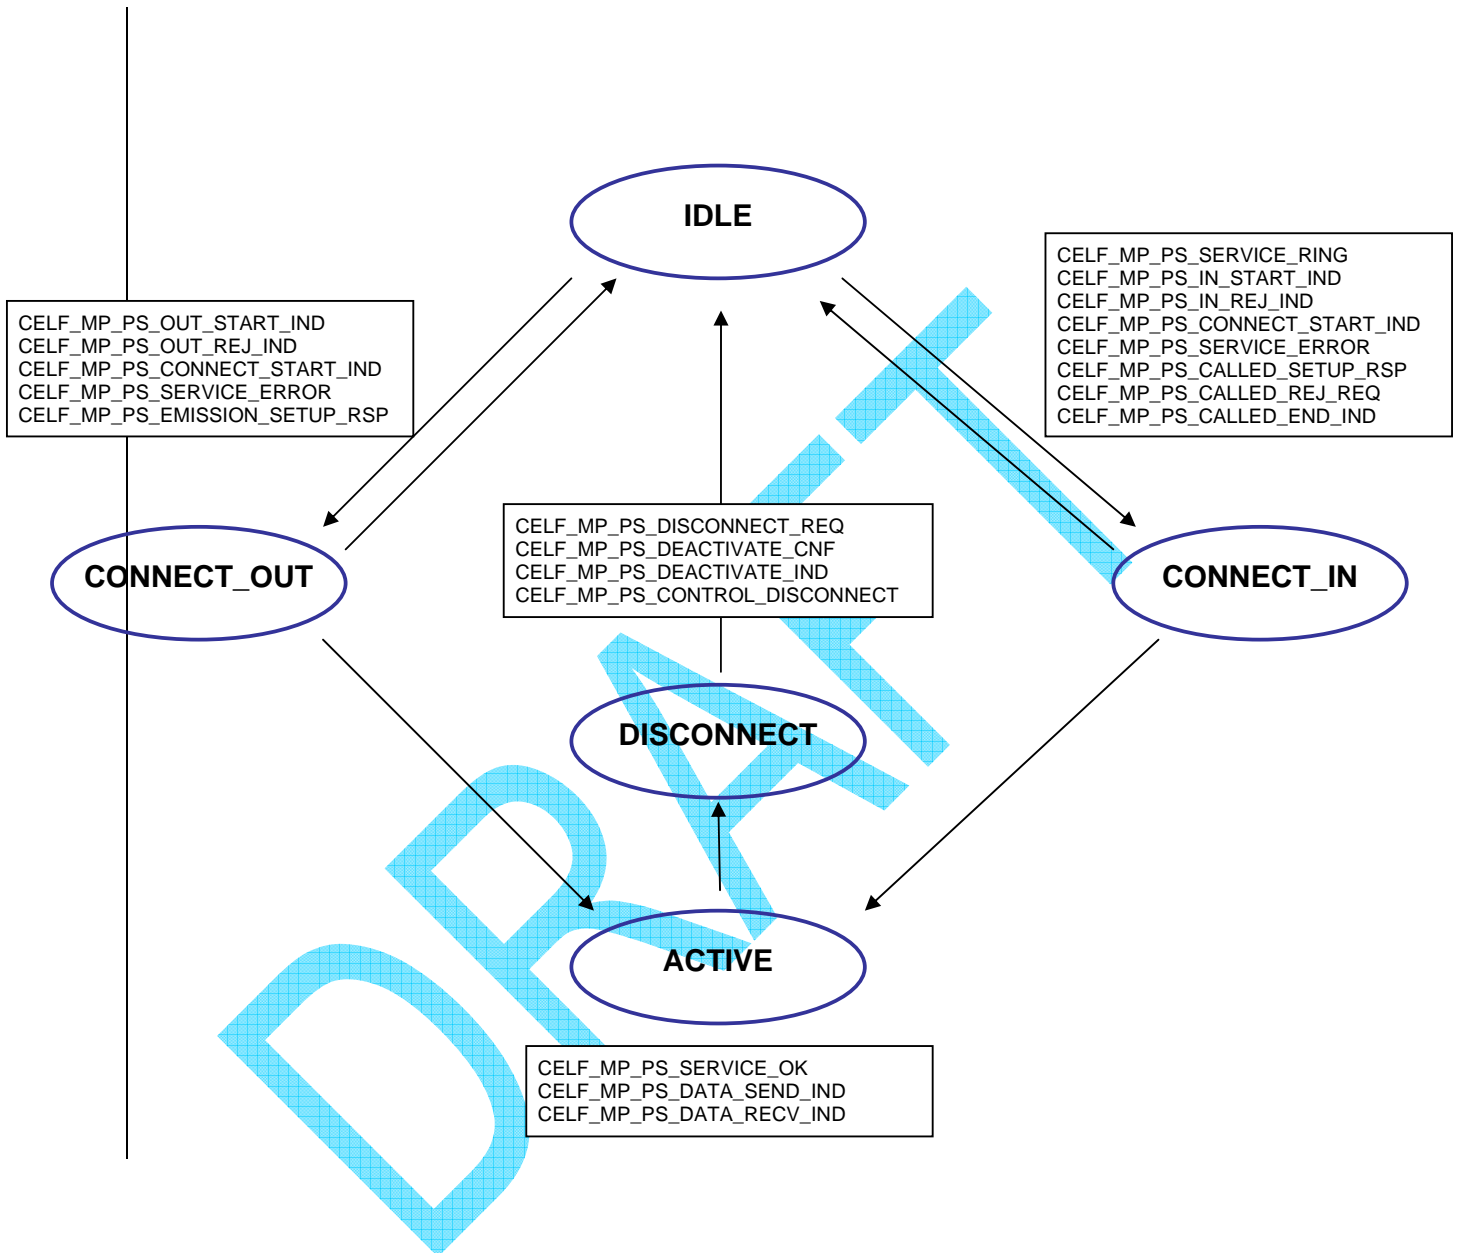 IDLE
CELF_MP_PS_SERVICE_RING
CELF_MP_PS_IN_START_IND
CELF_MP_PS_IN_REJ_IND
CELF_MP_PS_CONNECT_START_IND
CELF_MP_PS_SERVICE_ERROR
CELF_MP_PS_CALLED_SETUP_RSP
CELF_MP_PS_CALLED_REJ_REQ
CELF_MP_PS_CALLED_END_IND
CELF_MP_PS_OUT_START_IND
CELF_MP_PS_OUT_REJ_IND
CELF_MP_PS_CONNECT_START_IND
CELF_MP_PS_SERVICE_ERROR
CELF_MP_PS_EMISSION_SETUP_RSP
CELF_MP_PS_DISCONNECT_REQ
CELF_MP_PS_DEACTIVATE_CNF
CELF_MP_PS_DEACTIVATE_IND
CELF_MP_PS_CONTROL_DISCONNECT
CONNECT_OUT
CONNECT_IN
DISCONNECT
ACTIVE
CELF_MP_PS_SERVICE_OK
CELF_MP_PS_DATA_SEND_IND
CELF_MP_PS_DATA_RECV_IND
DRAFT